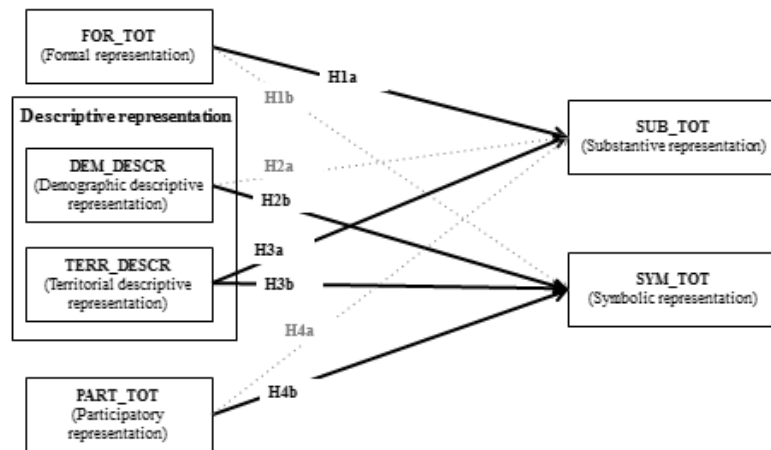 FOR_TOT
(Formal representation)
Descriptive representation
DEM_DESCR
(Demographic descriptive
representation)
TERR_DESCR
(Territorial descriptive
representation)
PART_TOT
(Participatory
representation)
H1a
H1b
H2a
H2b
H3a
H3b
H4a
H4b
SUB_TOT
(Substantive representation)
SYM_TOT
(Symbolic representation)